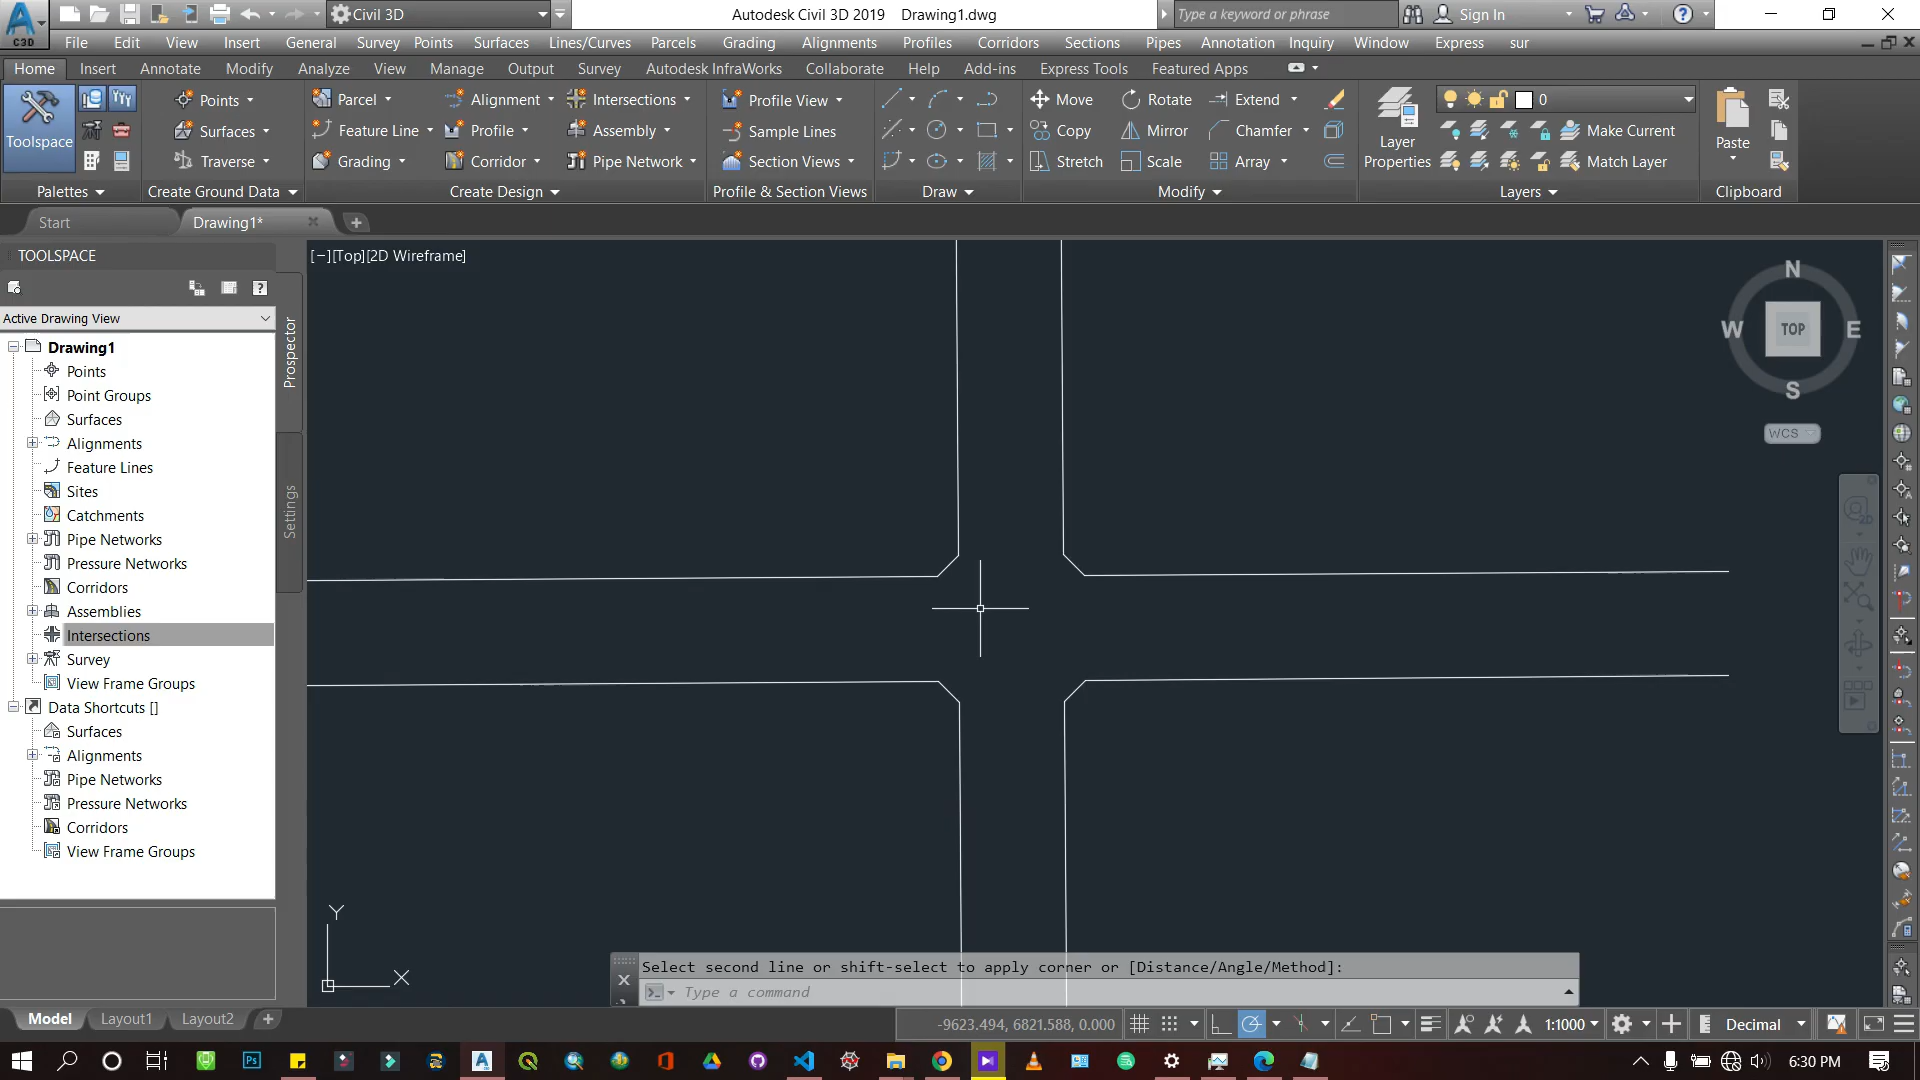 C3D
Civil 3D
Autodesk Civil 3D 2019 Drawing1.dwg
Type a keyword or phrase
Sign In
File Edit View Insert General Survey Points Surfaces Lines/Curves Parcels Grading Alignments Profiles Corridors Sections Pipes Annotation Inquiry Window Express sur
Home Insert Annotate Modify Analyze View Manage Output Survey Autodesk InfraWorks Collaborate Help Add-ins Express Tools Featured Apps
Points Parcel Alignment Intersections Profile View Move Rotate Extend 0
Toolspace Surfaces Feature Line Profile Assembly Sample Lines Copy Mirror Chamfer Layer Properties Make Current Paste
Traverse Grading Corridor Pipe Network Section Views Stretch Scale Array Match Layer
Palettes Create Ground Data Create Design Profile & Section Views Draw Modify Layers Clipboard
Start Drawing1*
TOOLSPACE
[−][Top][2D Wireframe]
Active Drawing View
Prospector
Settings
Drawing1
Points
Point Groups
Surfaces
Alignments
Feature Lines
Sites
Catchments
Pipe Networks
Pressure Networks
Corridors
Assemblies
Intersections
Survey
View Frame Groups
Data Shortcuts []
Surfaces
Alignments
Pipe Networks
Pressure Networks
Corridors
View Frame Groups
N
W TOP E
S
WCS
2D
Y
X
Select second line or shift-select to apply corner or [Distance/Angle/Method]:
Type a command
Model Layout1 Layout2
-9623.494, 6821.588, 0.000
1:1000
Decimal
Ps
A
6:30 PM